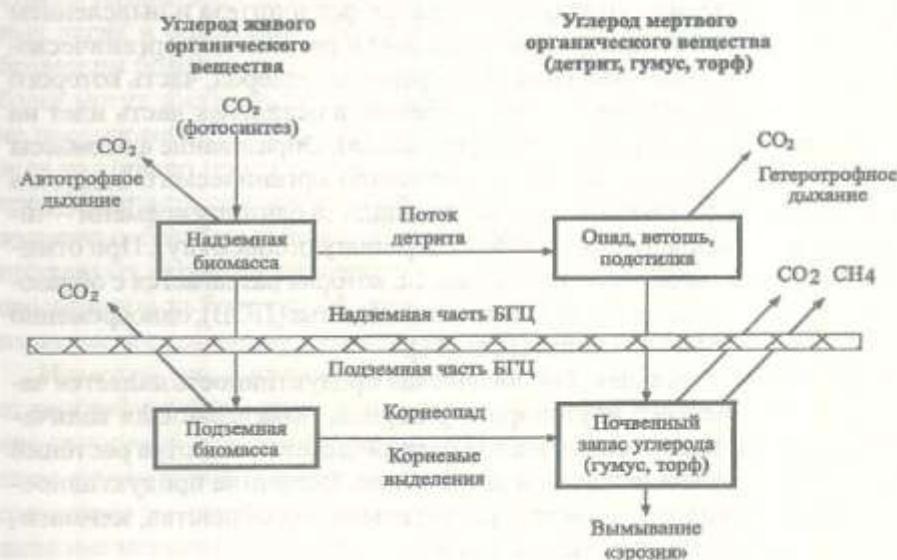 Углерод живого
органического
вещества
Углерод мертвого
органического вещества
(детрит, гумус, торф)
CO₂
(фотосинтез)
CO₂
CO₂
Автотрофное
дыхание
Гетеротрофное
дыхание
Поток
детрита
Надземная
биомасса
Опад, ветошь,
подстилка
CO₂
CO₂ CH4
Надземная часть БГЦ
Подземная часть БГЦ
Подземная
биомасса
Корнеопад
Корневые
выделения
Почвенный
запас углерода
(гумус, торф)
Вымывание
«эрозия»